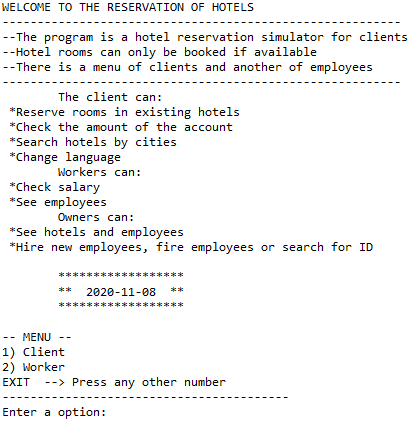 WELCOME TO THE RESERVATION OF HOTELS
---------------------------------------------------------
--The program is a hotel reservation simulator for clients
--Hotel rooms can only be booked if available
--There is a menu of clients and another of employees
---------------------------------------------------------
The client can:
*Reserve rooms in existing hotels
*Check the amount of the account
*Search hotels by cities
*Change language
Workers can:
*Check salary
*See employees
Owners can:
*See hotels and employees
*Hire new employees, fire employees or search for ID
******************
** 2020-11-08 **
******************
-- MENU --
1) Client
2) Worker
EXIT --> Press any other number
-----------------------------------------
Enter a option: